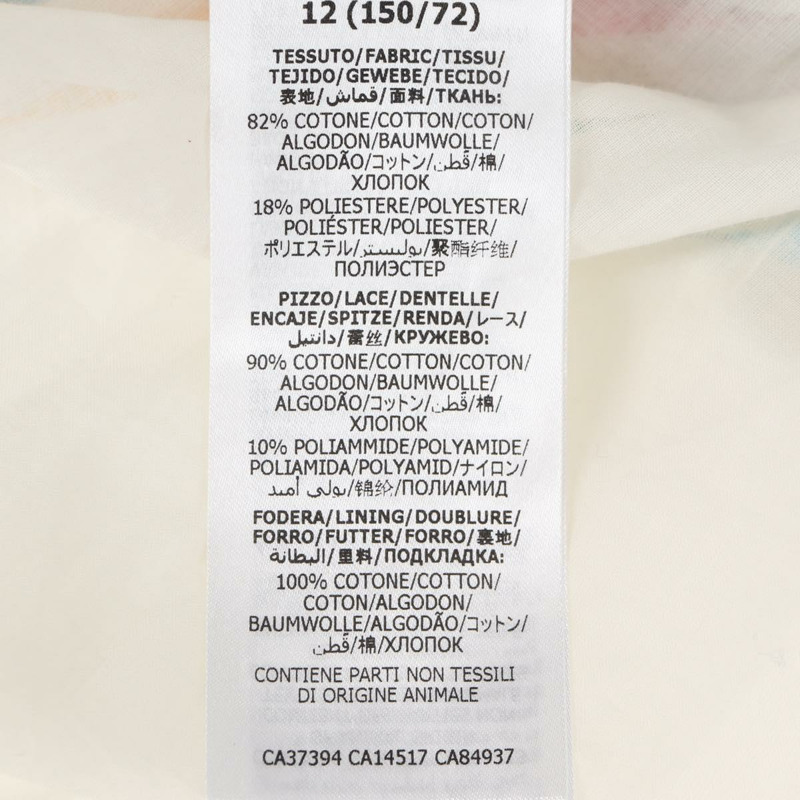 12 (150/72)
TESSUTO/FABRIC/TISSU/
TEJIDO/GEWEBE/TECIDO/
表地/قماش/面料/ТКАНЬ:
82% COTONE/COTTON/COTON/
ALGODON/BAUMWOLLE/
ALGODÃO/コットン/قُطن/棉/
ХЛОПОК
18% POLIESTERE/POLYESTER/
POLIÉSTER/POLIESTER/
ポリエステル/بوليستر/聚酯纤维/
ПОЛИЭСТЕР
PIZZO/LACE/DENTELLE/
ENCAJE/SPITZE/RENDA/レース/
دانتيل/蕾丝/КРУЖЕВО:
90% COTONE/COTTON/COTON/
ALGODON/BAUMWOLLE/
ALGODÃO/コットン/قُطن/棉/
ХЛОПОК
10% POLIAMMIDE/POLYAMIDE/
POLIAMIDA/POLYAMID/ナイロン/
بولي أميد/锦纶/ПОЛИАМИД
FODERA/LINING/DOUBLURE/
FORRO/FUTTER/FORRO/裏地/
البطانة/里料/ПОДКЛАДКА:
100% COTONE/COTTON/
COTON/ALGODON/
BAUMWOLLE/ALGODÃO/コットン/
قُطن/棉/ХЛОПОК
CONTIENE PARTI NON TESSILI
DI ORIGINE ANIMALE
CA37394 CA14517 CA84937